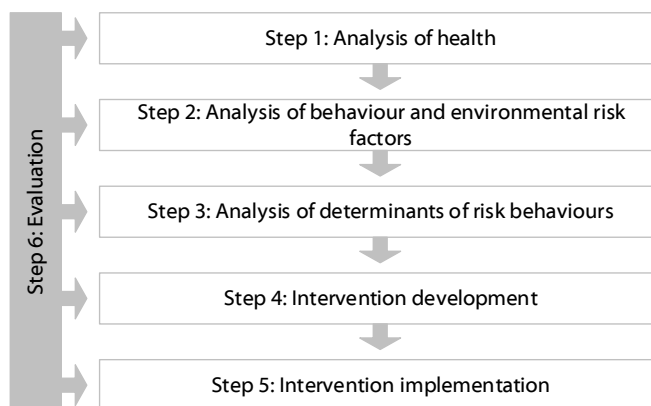 Step 1: Analysis of health
Step 2: Analysis of behaviour and environmental risk
factors
Step 3: Analysis of determinants of risk behaviours
Step 4: Intervention development
Step 5: Intervention implementation
Step 6: Evaluation